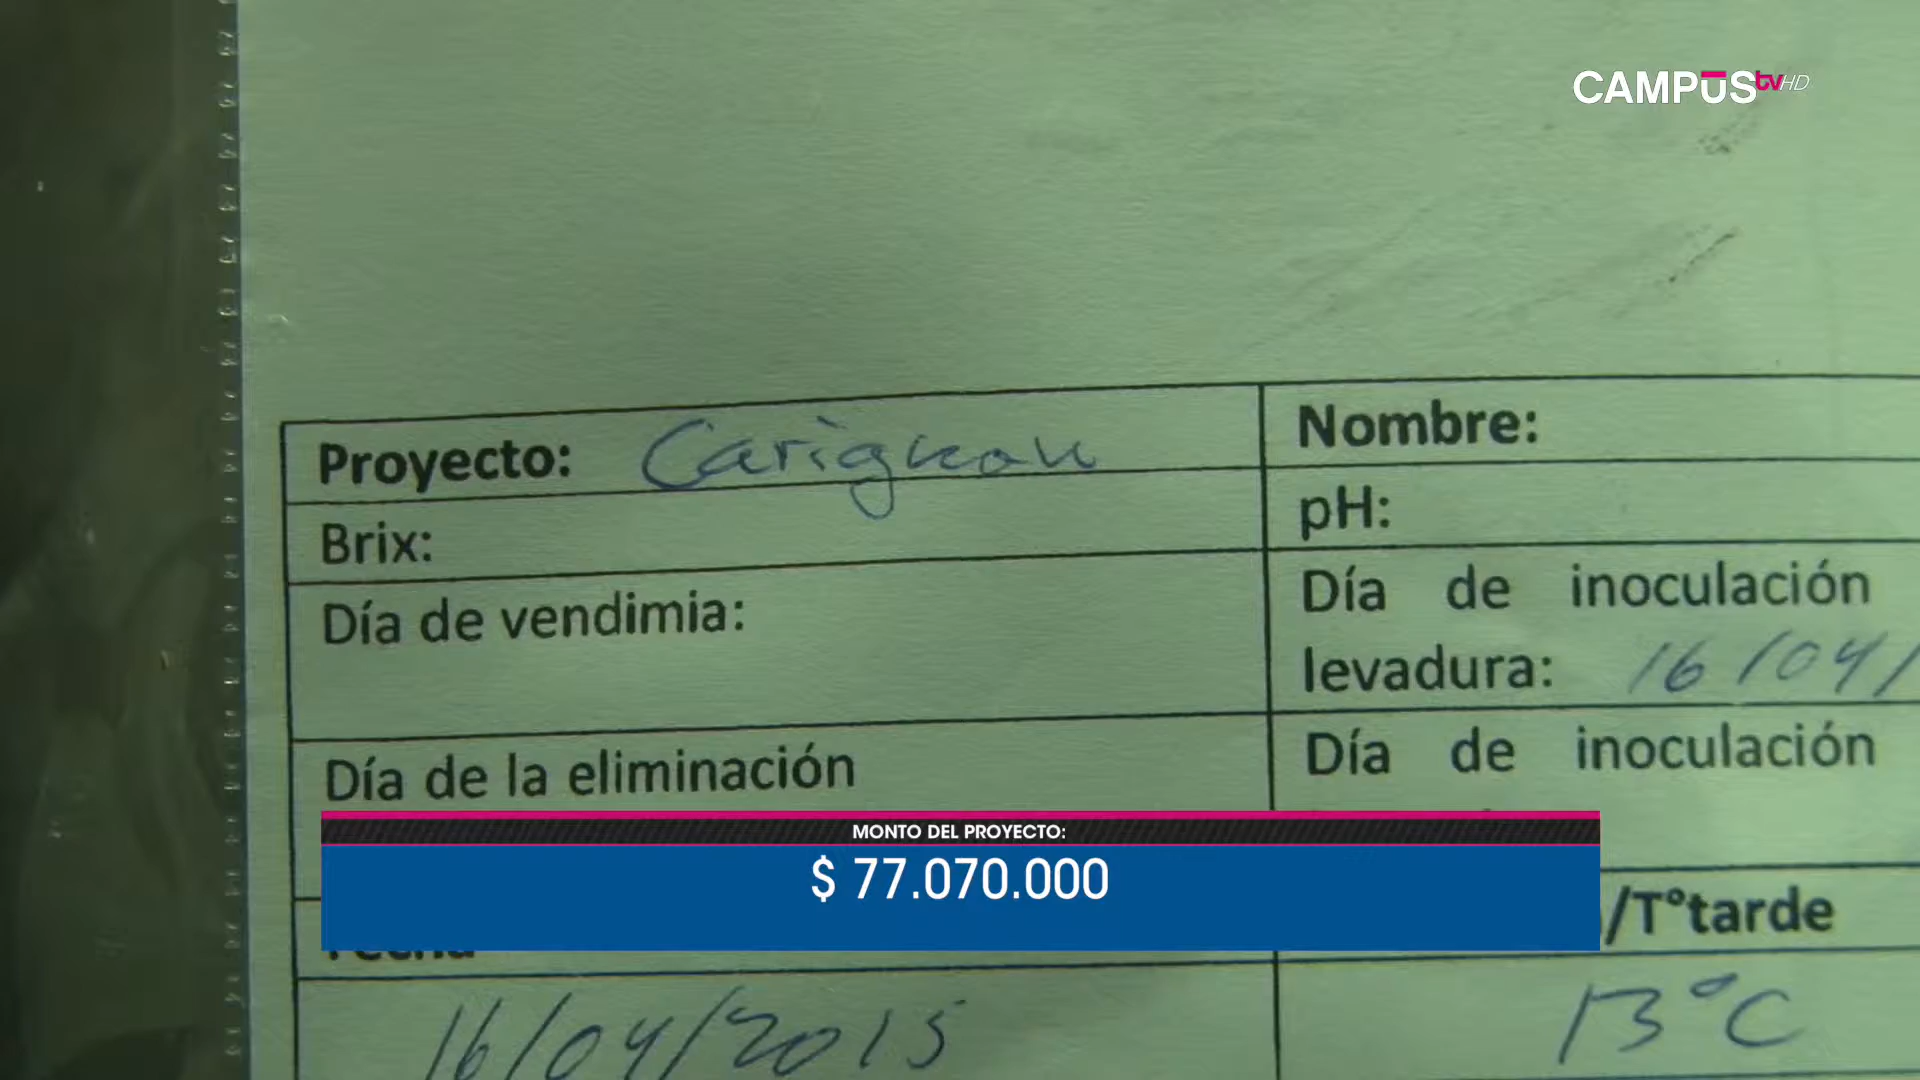 CAMPUS tv HD
Proyecto: Carignan
Nombre:
Brix:
pH:
Día de vendimia:
Día de inoculación
levadura: 16/04/
Día de la eliminación
Día de inoculación
MONTO DEL PROYECTO:
$ 77.070.000
/T°tarde
Fecha
16/04/2015
13°C